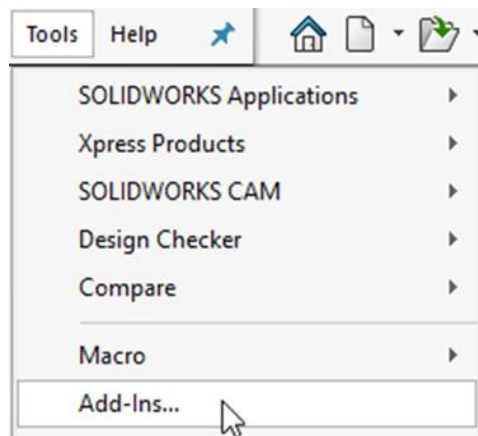 Tools Help
SOLIDWORKS Applications
Xpress Products
SOLIDWORKS CAM
Design Checker
Compare
Macro
Add-Ins...